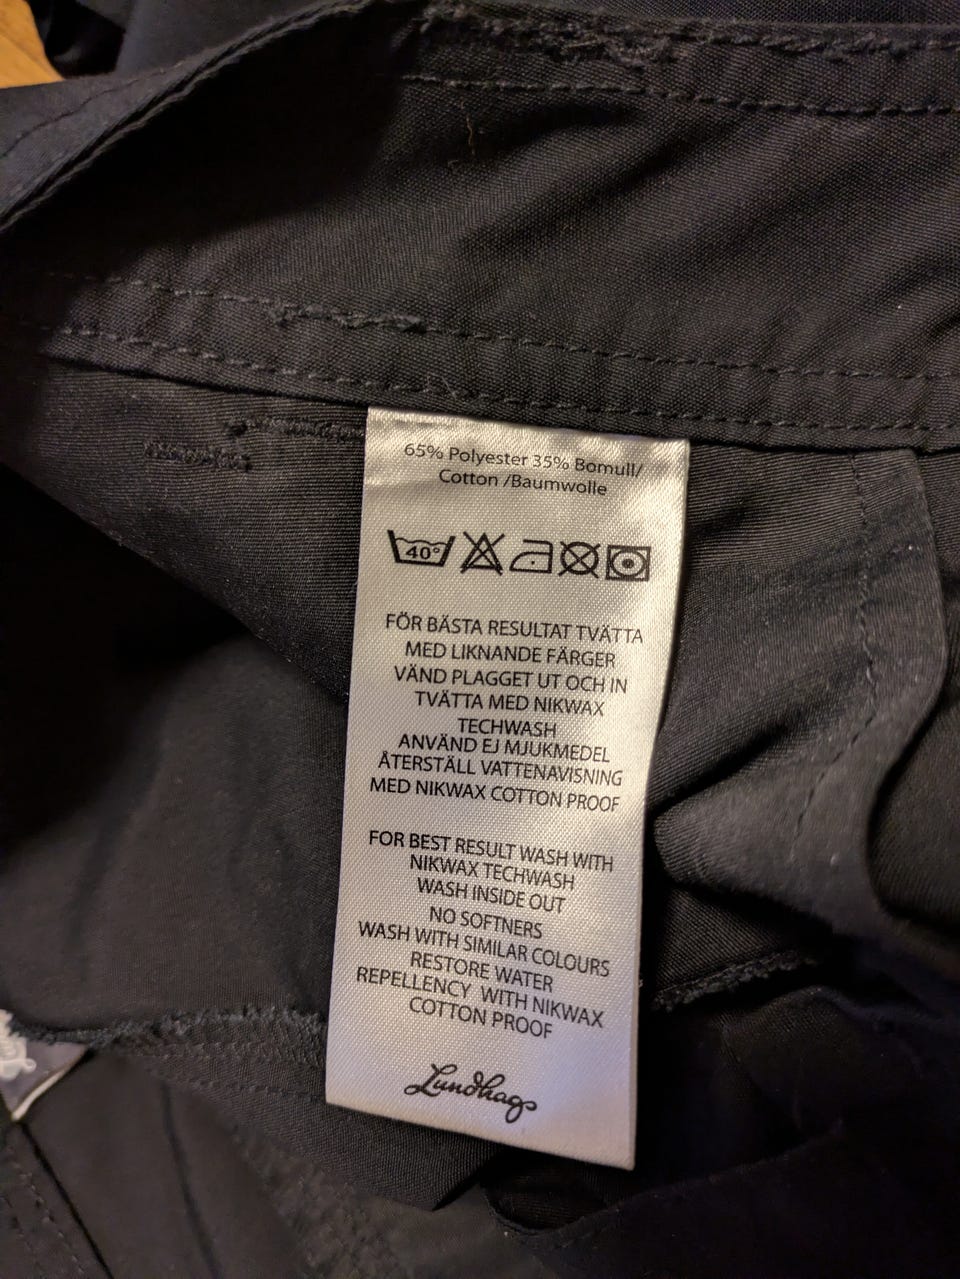 65% Polyester 35% Bomull/
Cotton /Baumwolle
40°
FÖR BÄSTA RESULTAT TVÄTTA
MED LIKNANDE FÄRGER
VÄND PLAGGET UT OCH IN
TVÄTTA MED NIKWAX
TECHWASH
ANVÄND EJ MJUKMEDEL
ÅTERSTÄLL VATTENAVISNING
MED NIKWAX COTTON PROOF
FOR BEST RESULT WASH WITH
NIKWAX TECHWASH
WASH INSIDE OUT
NO SOFTNERS
WASH WITH SIMILAR COLOURS
RESTORE WATER
REPELLENCY WITH NIKWAX
COTTON PROOF
Lundhags